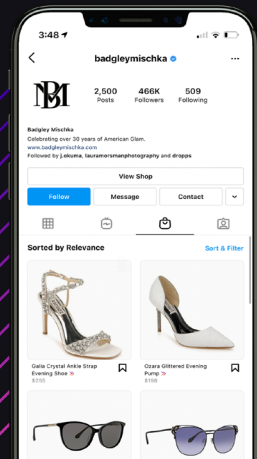 3:48
badgleymischka
BM
2,500 466K 509
Posts Followers Following
Badgley Mischka
Celebrating over 30 years of American Glam.
www.badgleymischka.com
Followed by j.okuma, lauramorsmanphotography and dropps
View Shop
Follow Message Contact
Sorted by Relevance Sort & Filter
Galia Crystal Ankle Strap
Evening Shoe
$255
Ozara Glittered Evening
Pump
$198